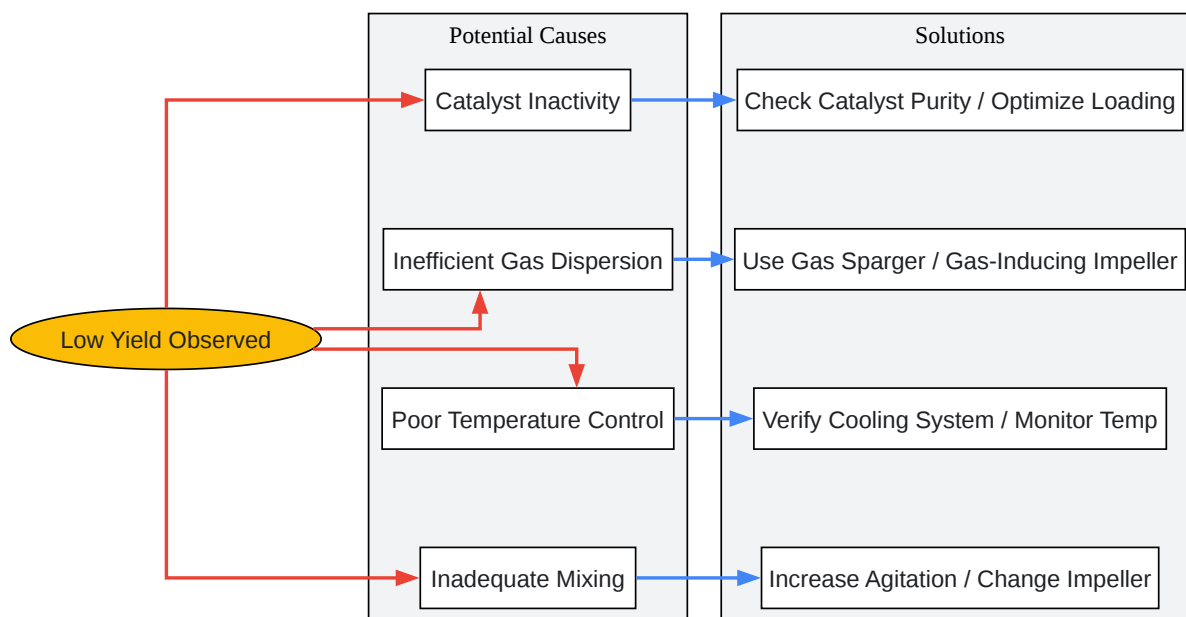 Potential Causes
Solutions
Catalyst Inactivity
Check Catalyst Purity / Optimize Loading
Inefficient Gas Dispersion
Use Gas Sparger / Gas-Inducing Impeller
Low Yield Observed
Poor Temperature Control
Verify Cooling System / Monitor Temp
Inadequate Mixing
Increase Agitation / Change Impeller